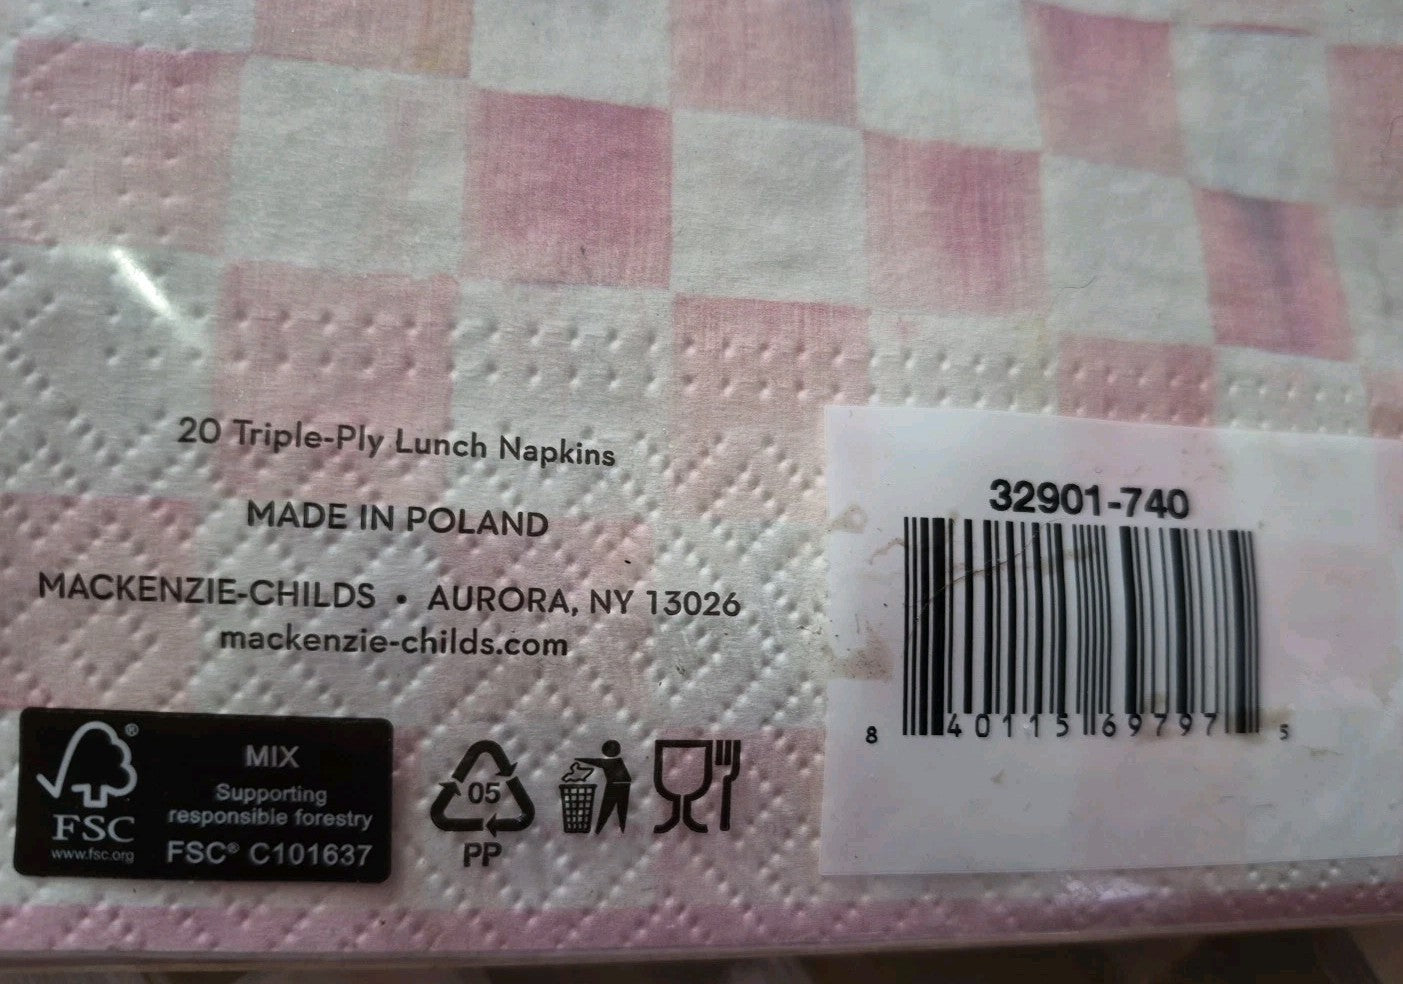 20 Triple-Ply Lunch Napkins
MADE IN POLAND
MACKENZIE-CHILDS • AURORA, NY 13026
mackenzie-childs.com
®
FSC
www.fsc.org
MIX
Supporting
responsible forestry
FSC® C101637
05
PP
32901-740
8 40115 69797 5